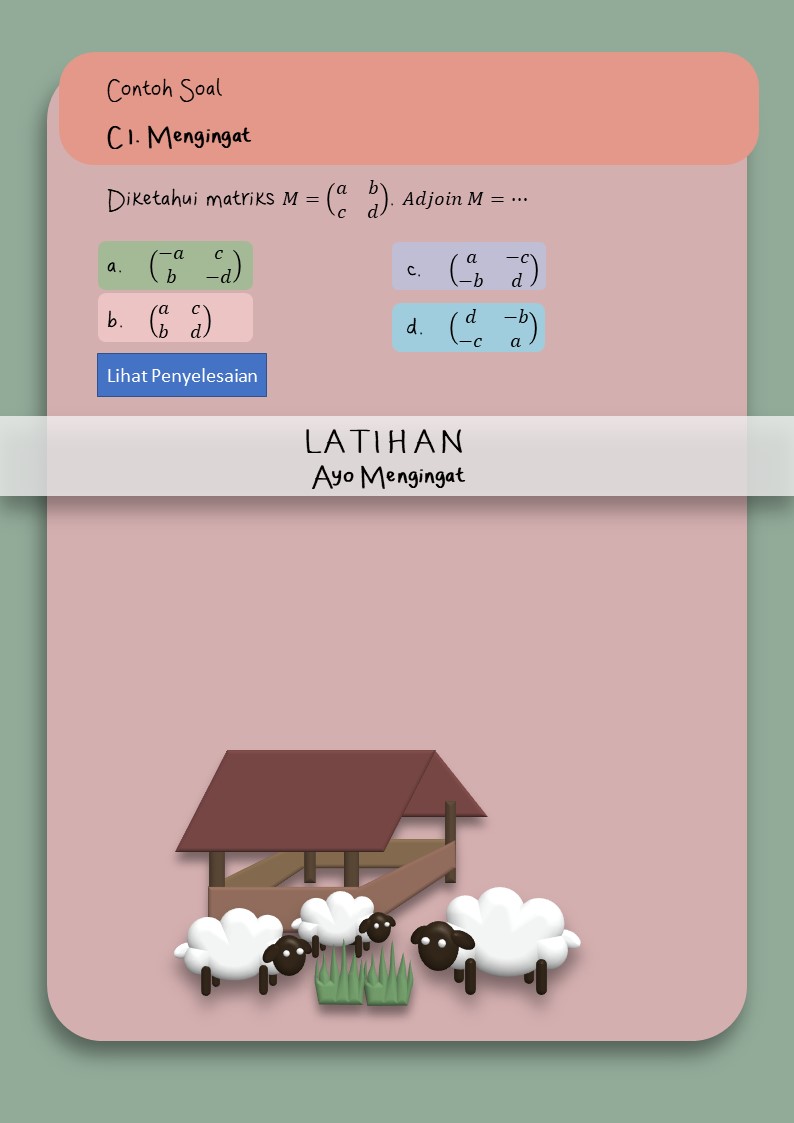 Contoh Soal
C1. Mengingat
Diketahui matriks M = (a b
c d). Adjoin M = ⋯
a. (−a c
b −d)
c. (a −c
−b d)
b. (a c
b d)
d. (d −b
−c a)
Lihat Penyelesaian
LATIHAN
Ayo Mengingat